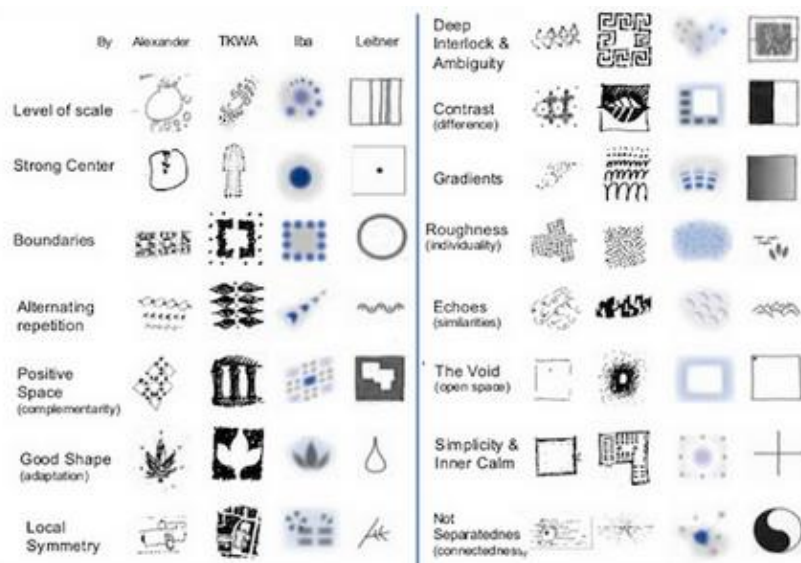 By Alexander TKWA Iba Leitner
Level of scale
Strong Center
Boundaries
Alternating
repetition
Positive
Space
(complementarity)
Good Shape
(adaptation)
Local
Symmetry
Deep
Interlock &
Ambiguity
Contrast
(difference)
Gradients
Roughness
(individuality)
Echoes
(similarities)
The Void
(open space)
Simplicity &
Inner Calm
Not
Separatednes
(connectedness,